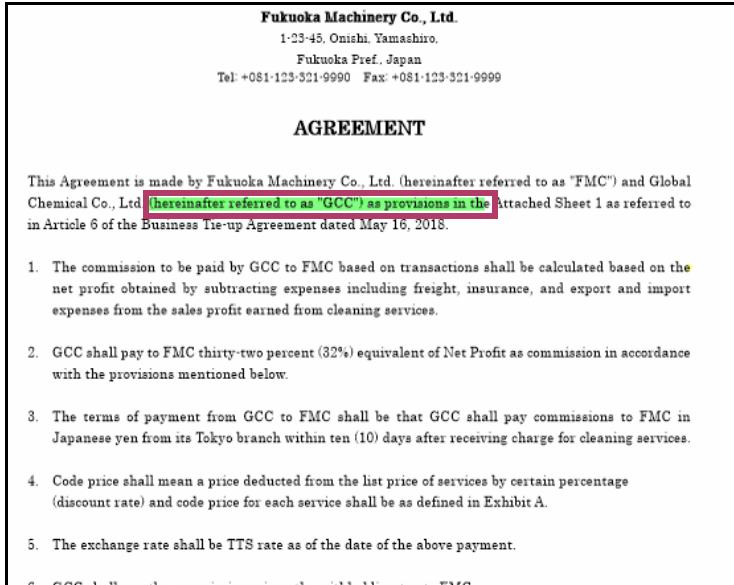 Fukuoka Machinery Co., Ltd.
1-23-45, Onishi, Yamashiro,
Fukuoka Pref., Japan
Tel: +081-123-321-9990 Fax: +081-123-321-9999
AGREEMENT
This Agreement is made by Fukuoka Machinery Co., Ltd. (hereinafter referred to as "FMC") and Global
Chemical Co., Ltd. (hereinafter referred to as "GCC") as provisions in the Attached Sheet 1 as referred to
in Article 6 of the Business Tie-up Agreement dated May 16, 2018.
1. The commission to be paid by GCC to FMC based on transactions shall be calculated based on the
net profit obtained by subtracting expenses including freight, insurance, and export and import
expenses from the sales profit earned from cleaning services.
2. GCC shall pay to FMC thirty-two percent (32%) equivalent of Net Profit as commission in accordance
with the provisions mentioned below.
3. The terms of payment from GCC to FMC shall be that GCC shall pay commissions to FMC in
Japanese yen from its Tokyo branch within ten (10) days after receiving charge for cleaning services.
4. Code price shall mean a price deducted from the list price of services by certain percentage
(discount rate) and code price for each service shall be as defined in Exhibit A.
5. The exchange rate shall be TTS rate as of the date of the above payment.